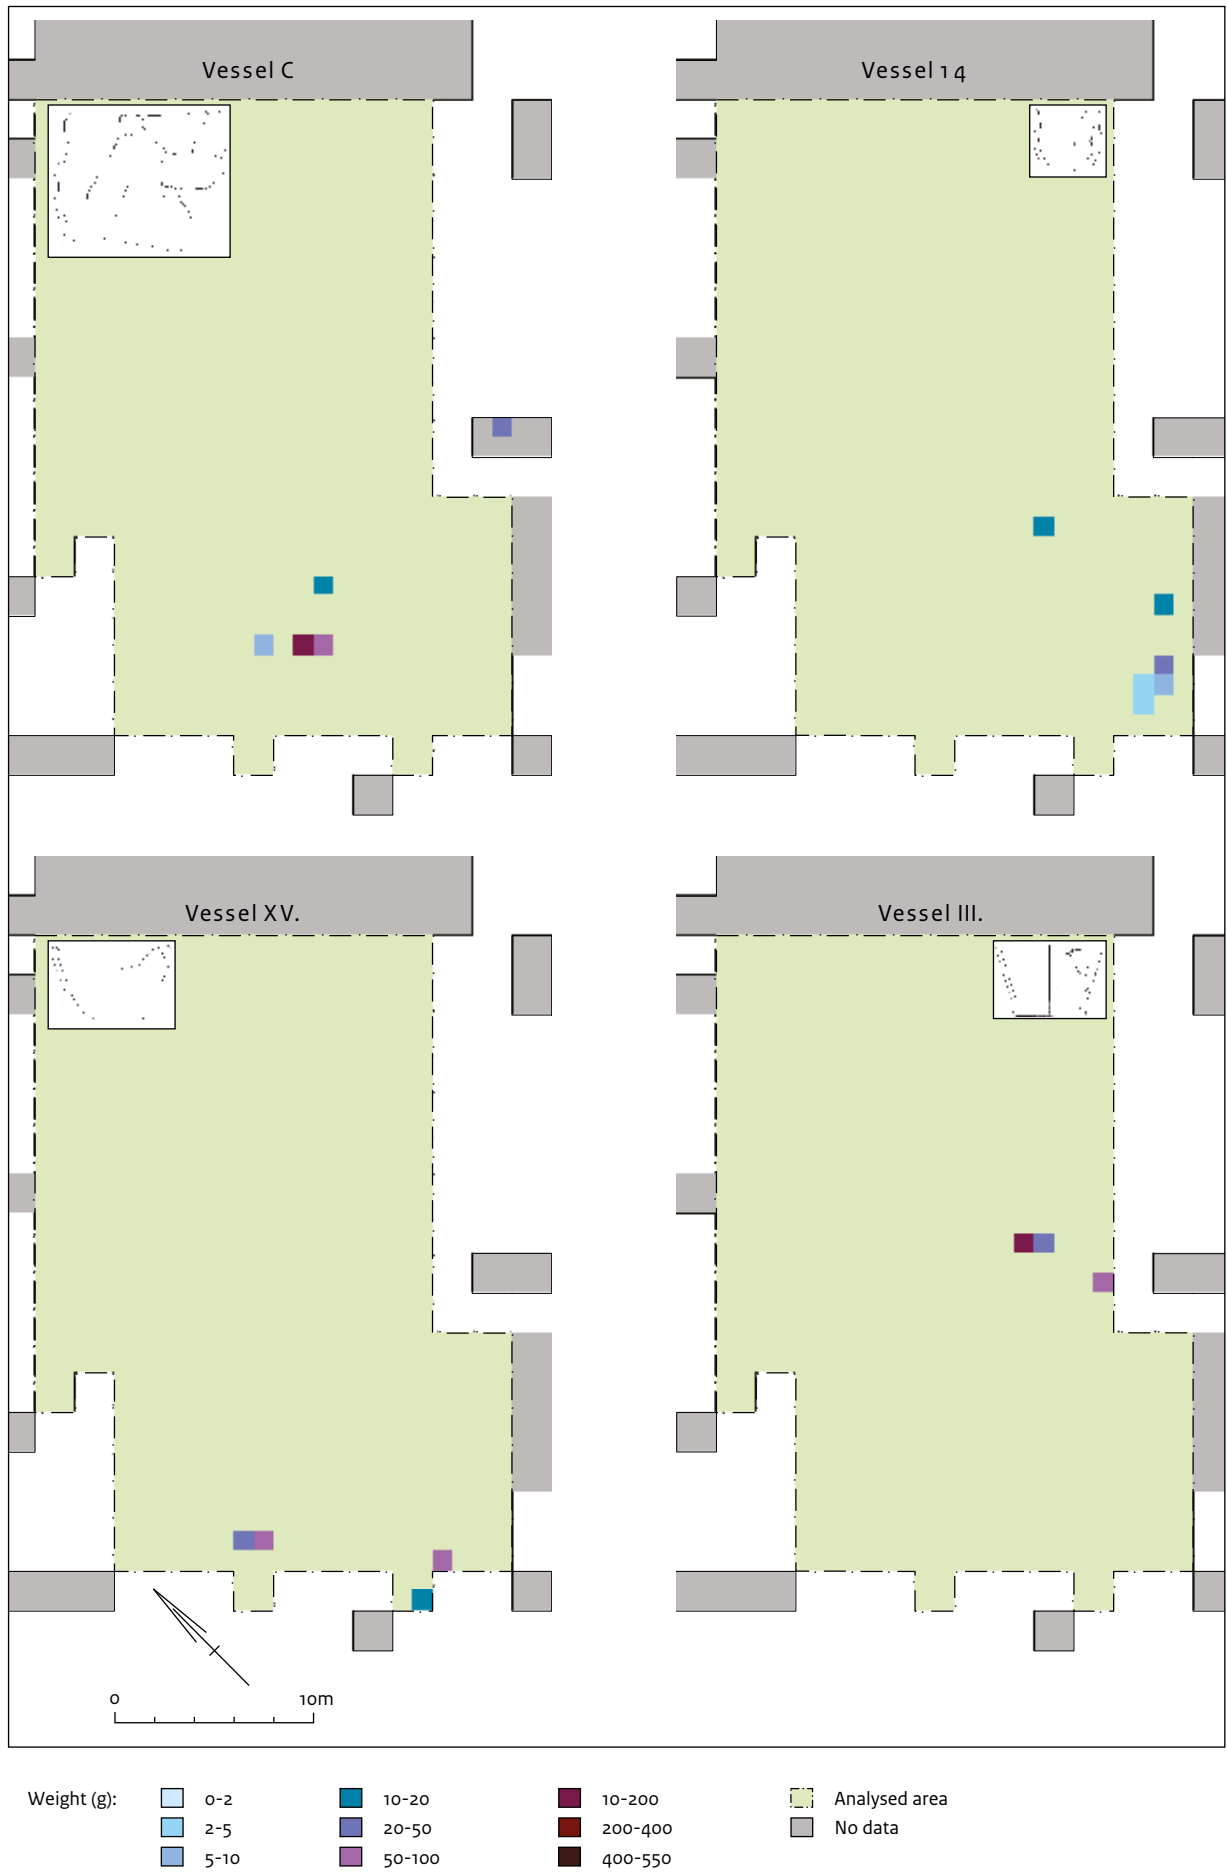 Vessel C
Vessel 14
Vessel XV.
Vessel III.
0 10m
Weight (g):
0-2
2-5
5-10
10-20
20-50
50-100
10-200
200-400
400-550
Analysed area
No data